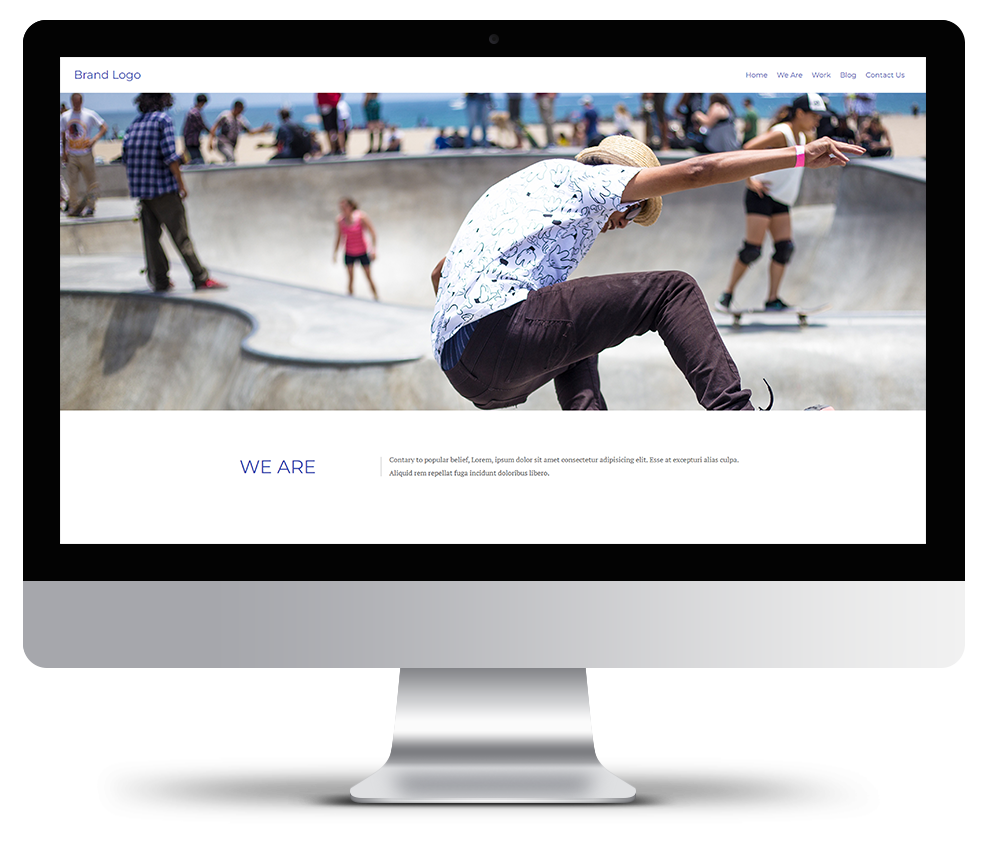 Brand Logo
Home We Are Work Blog Contact Us
WE ARE
Contary to popular belief, Lorem, ipsum dolor sit amet consectetur adipisicing elit. Esse at excepturi alias culpa.
Aliquid rem repellat fuga incidunt doloribus libero.